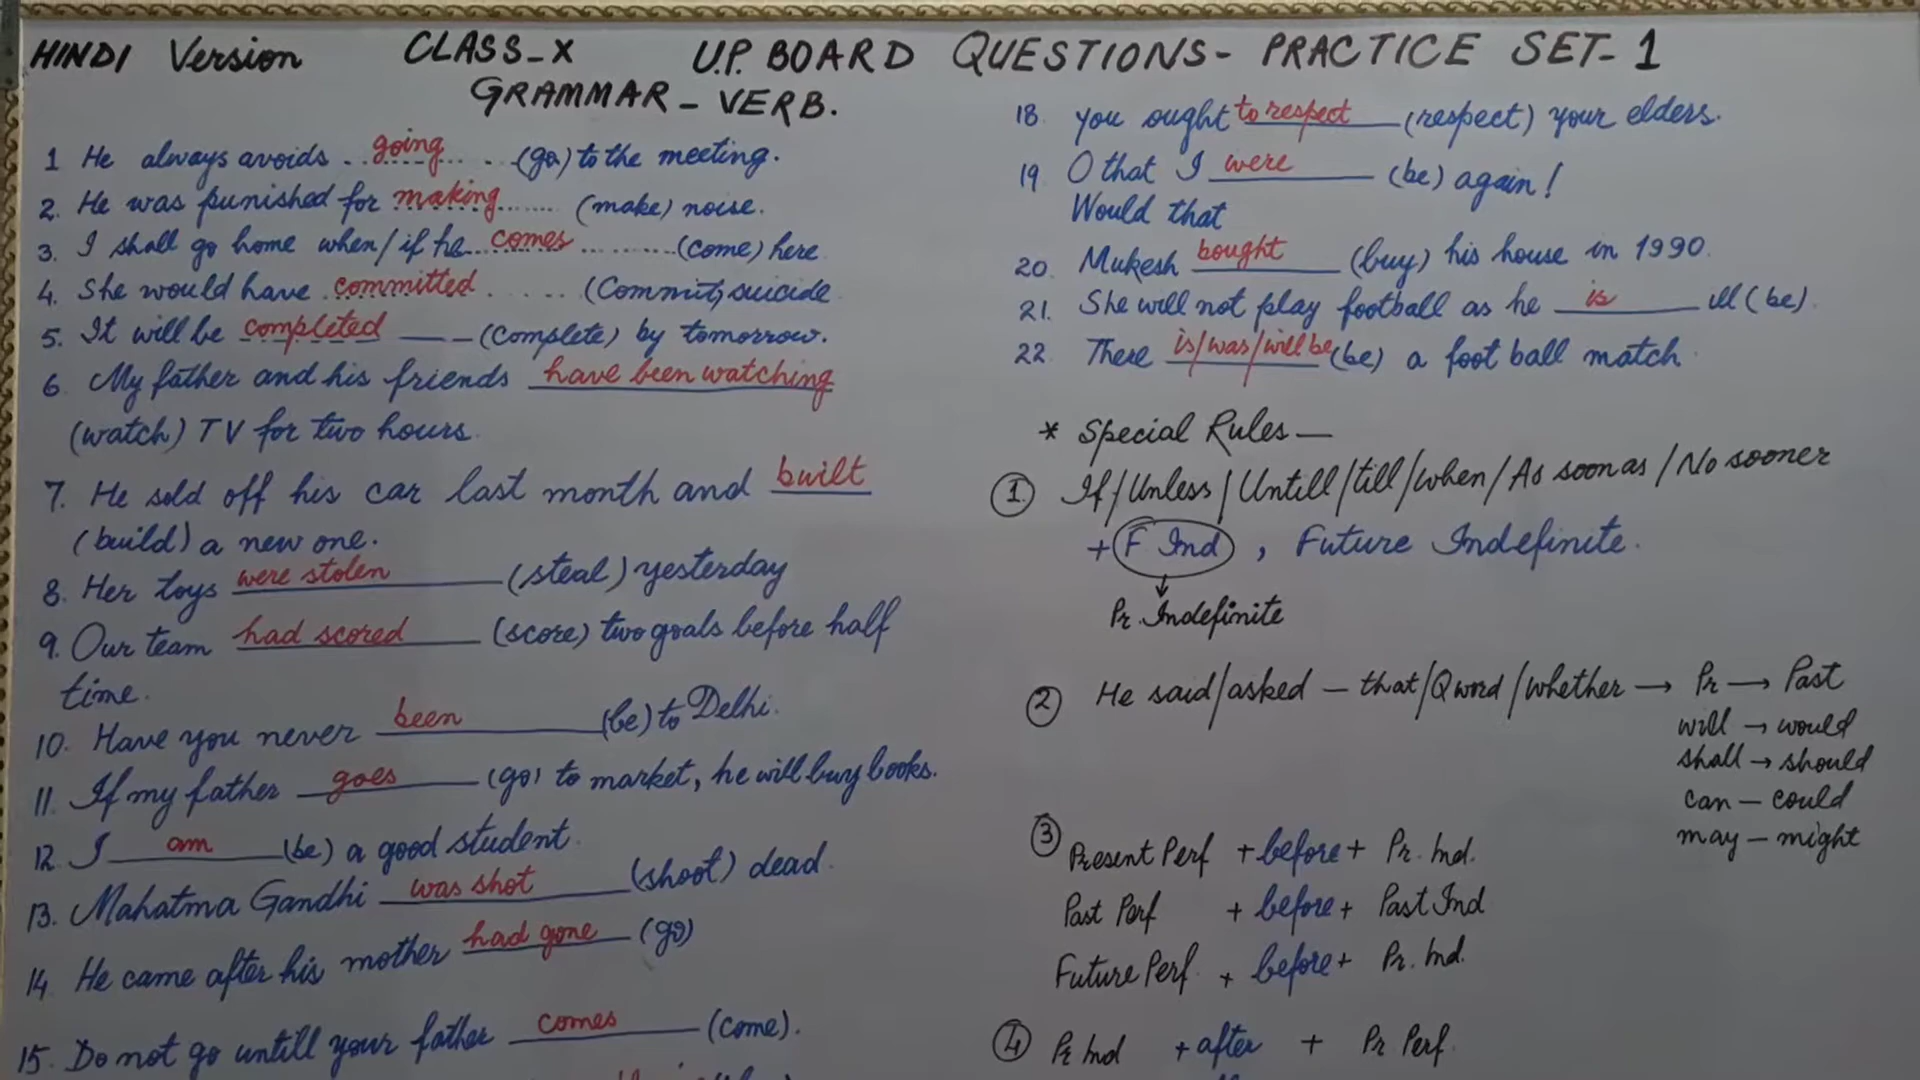 HINDI Version CLASS-X U.P. BOARD QUESTIONS- PRACTICE SET-1
GRAMMAR - VERB.
1 He always avoids going (go) to the meeting.
2. He was punished for making (make) noise.
3. I shall go home when/if he comes (come) here
4. She would have committed (Commit) suicide
5. It will be completed (Complete) by tomorrow.
6. My father and his friends have been watching
(watch) TV for two hours.
7. He sold off his car last month and built
(build) a new one.
8. Her toys were stolen (steal) yesterday
9. Our team had scored (score) two goals before half
time.
10. Have you never been (be) to Delhi.
11. If my father goes (go) to market, he will buy books.
12. I am (be) a good student.
13. Mahatma Gandhi was shot (shoot) dead.
14. He came after his mother had gone (go)
15. Do not go untill your father comes (come).
18. you ought to respect (respect) your elders.
19 O that I were (be) again!
Would that
20. Mukesh bought (buy) his house in 1990.
21. She will not play football as he is ill (be).
22. There is/was/will be (be) a foot ball match.
* Special Rules —
① If/Unless/Untill/till/when/As soon as/No sooner
+ F Ind, Future Indefinite.
↓
Pr. Indefinite
② He said/asked - that/Qword/whether → Pr → Past
will → would
shall → should
can - could
may - might
③ Present Perf + before + Pr. Ind.
Past Perf + before + Past Ind
Future Perf + before + Pr. Ind.
④ Pr Ind + after + Pr Perf.